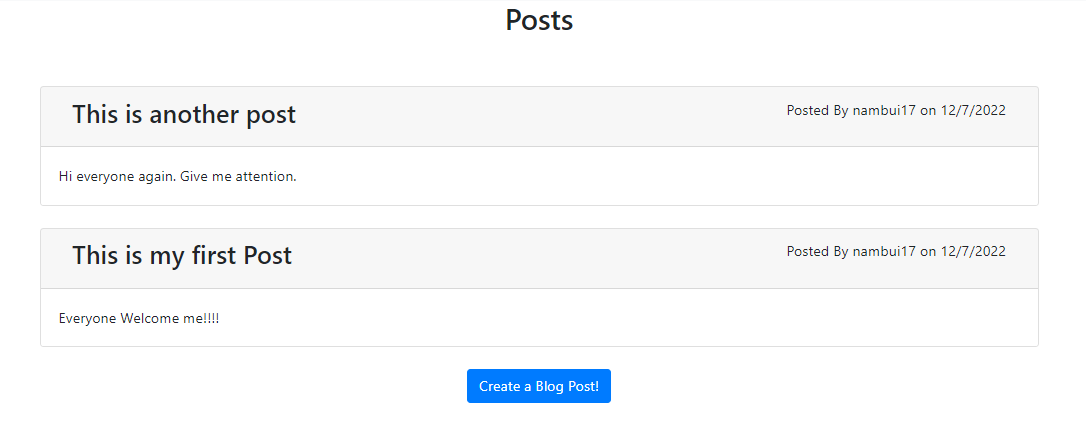 Posts
This is another post
Posted By nambui17 on 12/7/2022
Hi everyone again. Give me attention.
This is my first Post
Posted By nambui17 on 12/7/2022
Everyone Welcome me!!!!
Create a Blog Post!